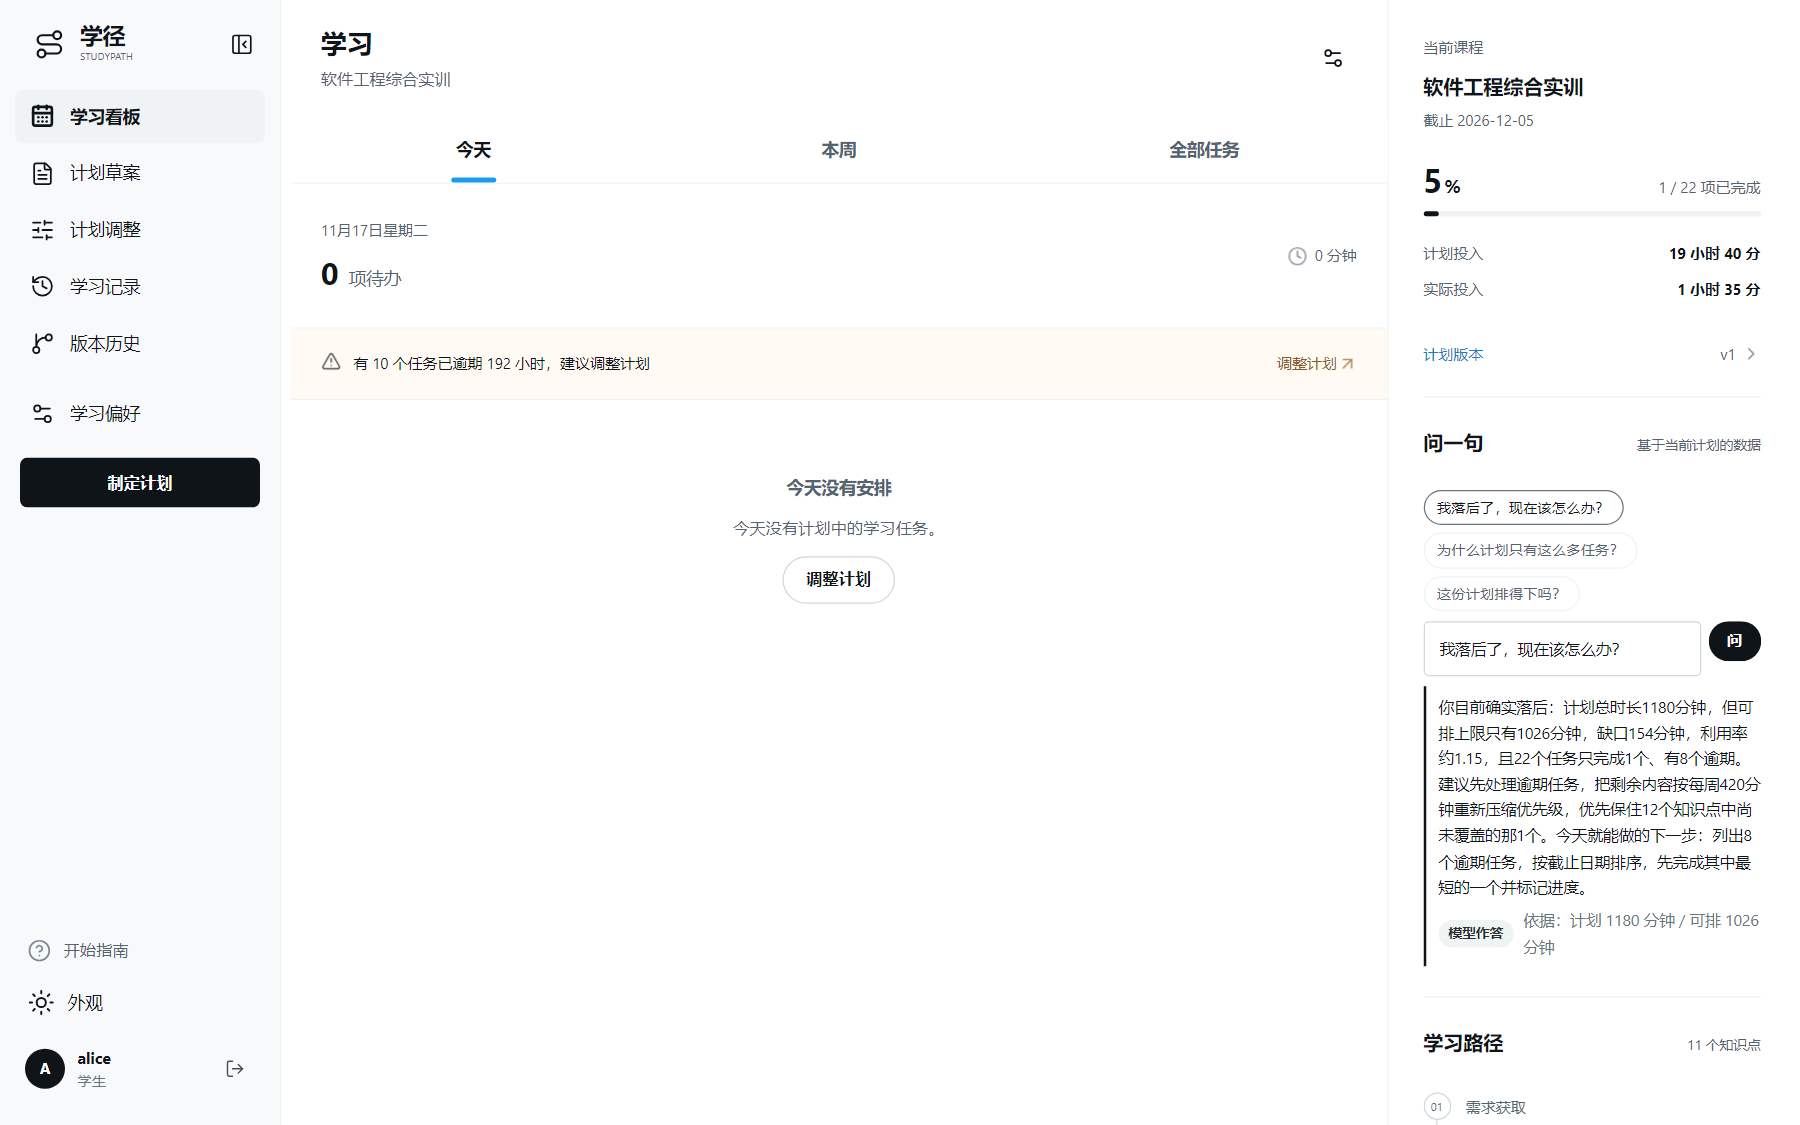 学径
STUDYPATH
学习看板
计划草案
计划调整
学习记录
版本历史
学习偏好
制定计划
开始指南
外观
A
alice
学生
学习
软件工程综合实训
今天
本周
全部任务
11月17日星期二
0 项待办
0 分钟
有 10 个任务已逾期 192 小时，建议调整计划
调整计划
今天没有安排
今天没有计划中的学习任务。
调整计划
当前课程
软件工程综合实训
截止 2026-12-05
5 %
1 / 22 项已完成
计划投入
19 小时 40 分
实际投入
1 小时 35 分
计划版本
v1
问一句
基于当前计划的数据
我落后了，现在该怎么办？
为什么计划只有这么多任务？
这份计划排得下吗？
我落后了，现在该怎么办？
问
你目前确实落后：计划总时长1180分钟，但可
排上限只有1026分钟，缺口154分钟，利用率
约1.15，且22个任务只完成1个、有8个逾期。
建议先处理逾期任务，把剩余内容按每周420分
钟重新压缩优先级，优先保住12个知识点中尚
未覆盖的那1个。今天就能做的下一步：列出8
个逾期任务，按截止日期排序，先完成其中最
短的一个并标记进度。
模型作答
依据：计划 1180 分钟 / 可排 1026
分钟
学习路径
11 个知识点
01
需求获取